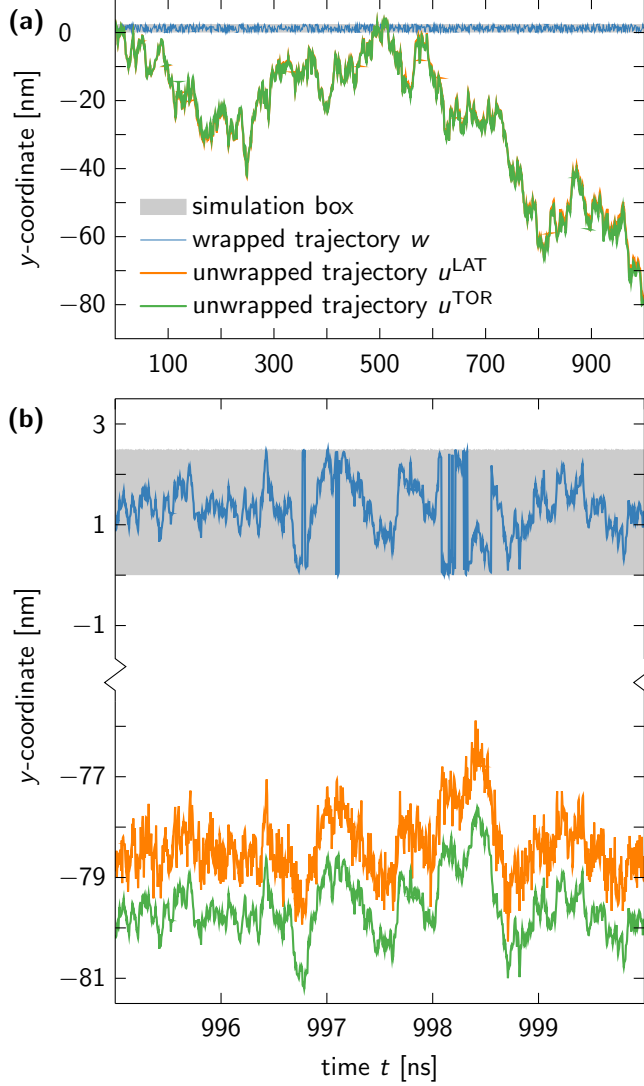 (a)
y-coordinate [nm]
0
−20
−40
−60
−80
simulation box
wrapped trajectory w
unwrapped trajectory u^LAT
unwrapped trajectory u^TOR
100 300 500 700 900
(b)
y-coordinate [nm]
3
1
−1
−77
−79
−81
996 997 998 999
time t [ns]